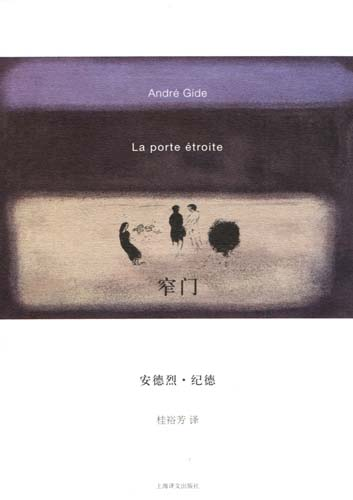 André Gide
La porte étroite
窄门
安德烈·纪德
桂裕芳 译
上海译文出版社